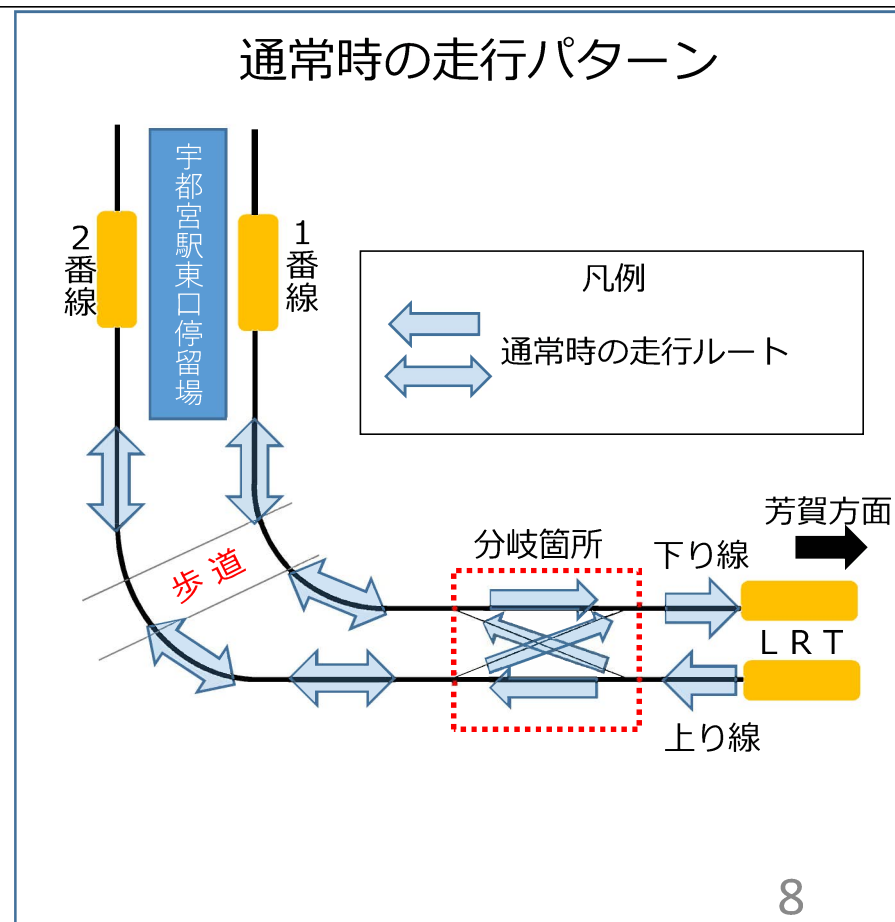 通常時の走行パターン
宇都宮駅東口停留場
2番線
1番線
凡例
通常時の走行ルート
歩道
分岐箇所
下り線
芳賀方面
ＬＲＴ
上り線
8